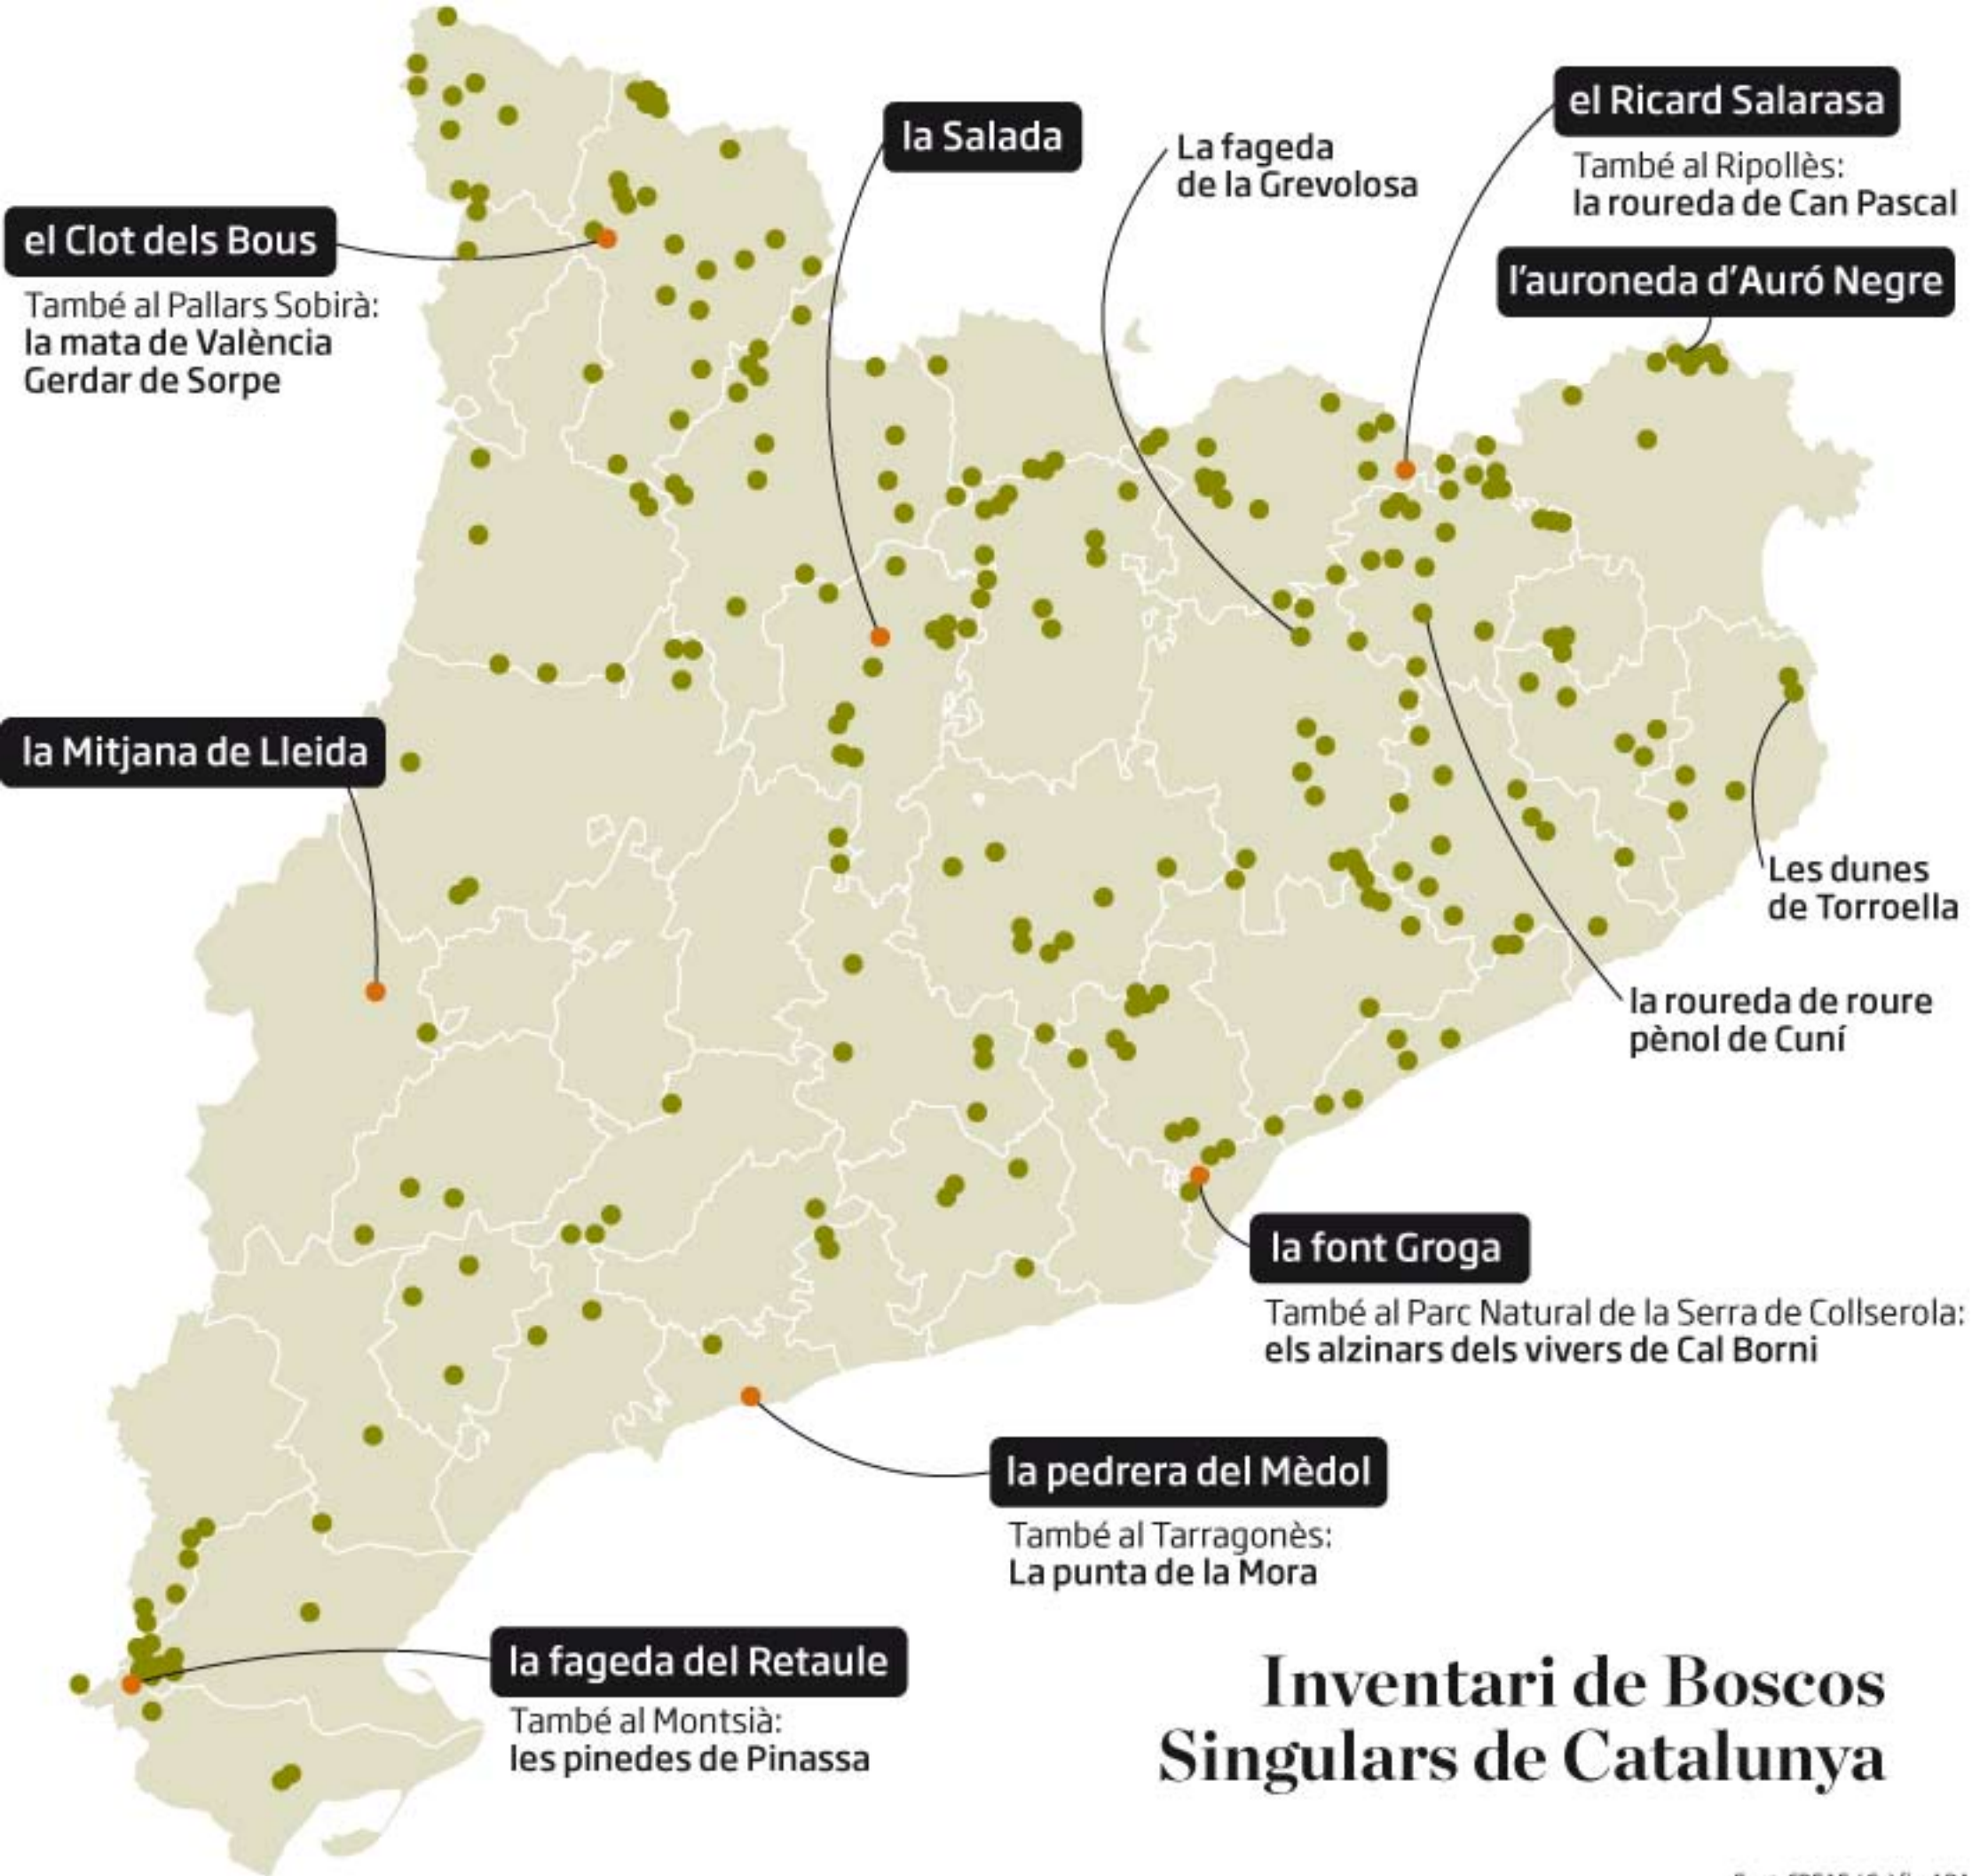 el Ricard Salarasa
També al Ripollès:
la roureda de Can Pascal
la Salada
La fageda
de la Grevolosa
el Clot dels Bous
També al Pallars Sobirà:
la mata de València
Gerdar de Sorpe
l'auroneda d'Auró Negre
la Mitjana de Lleida
Les dunes
de Torroella
la roureda de roure
pènol de Cuní
la font Groga
També al Parc Natural de la Serra de Collserola:
els alzinars dels vivers de Cal Borni
la pedrera del Mèdol
També al Tarragonès:
La punta de la Mora
la fageda del Retaule
També al Montsià:
les pinedes de Pinassa
Inventari de Boscos
Singulars de Catalunya